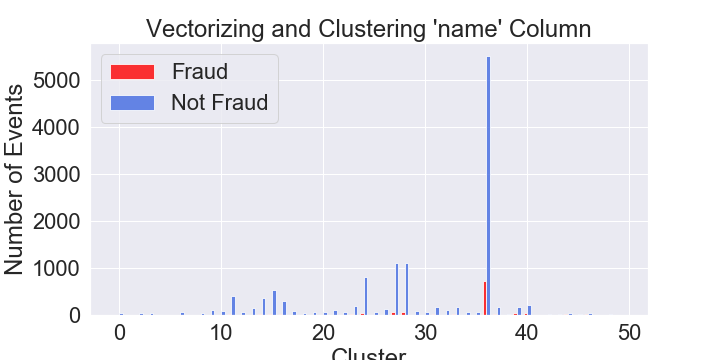 Vectorizing and Clustering 'name' Column
Fraud
Not Fraud
Number of Events
5000
4000
3000
2000
1000
0
0 10 20 30 40 50
Cluster